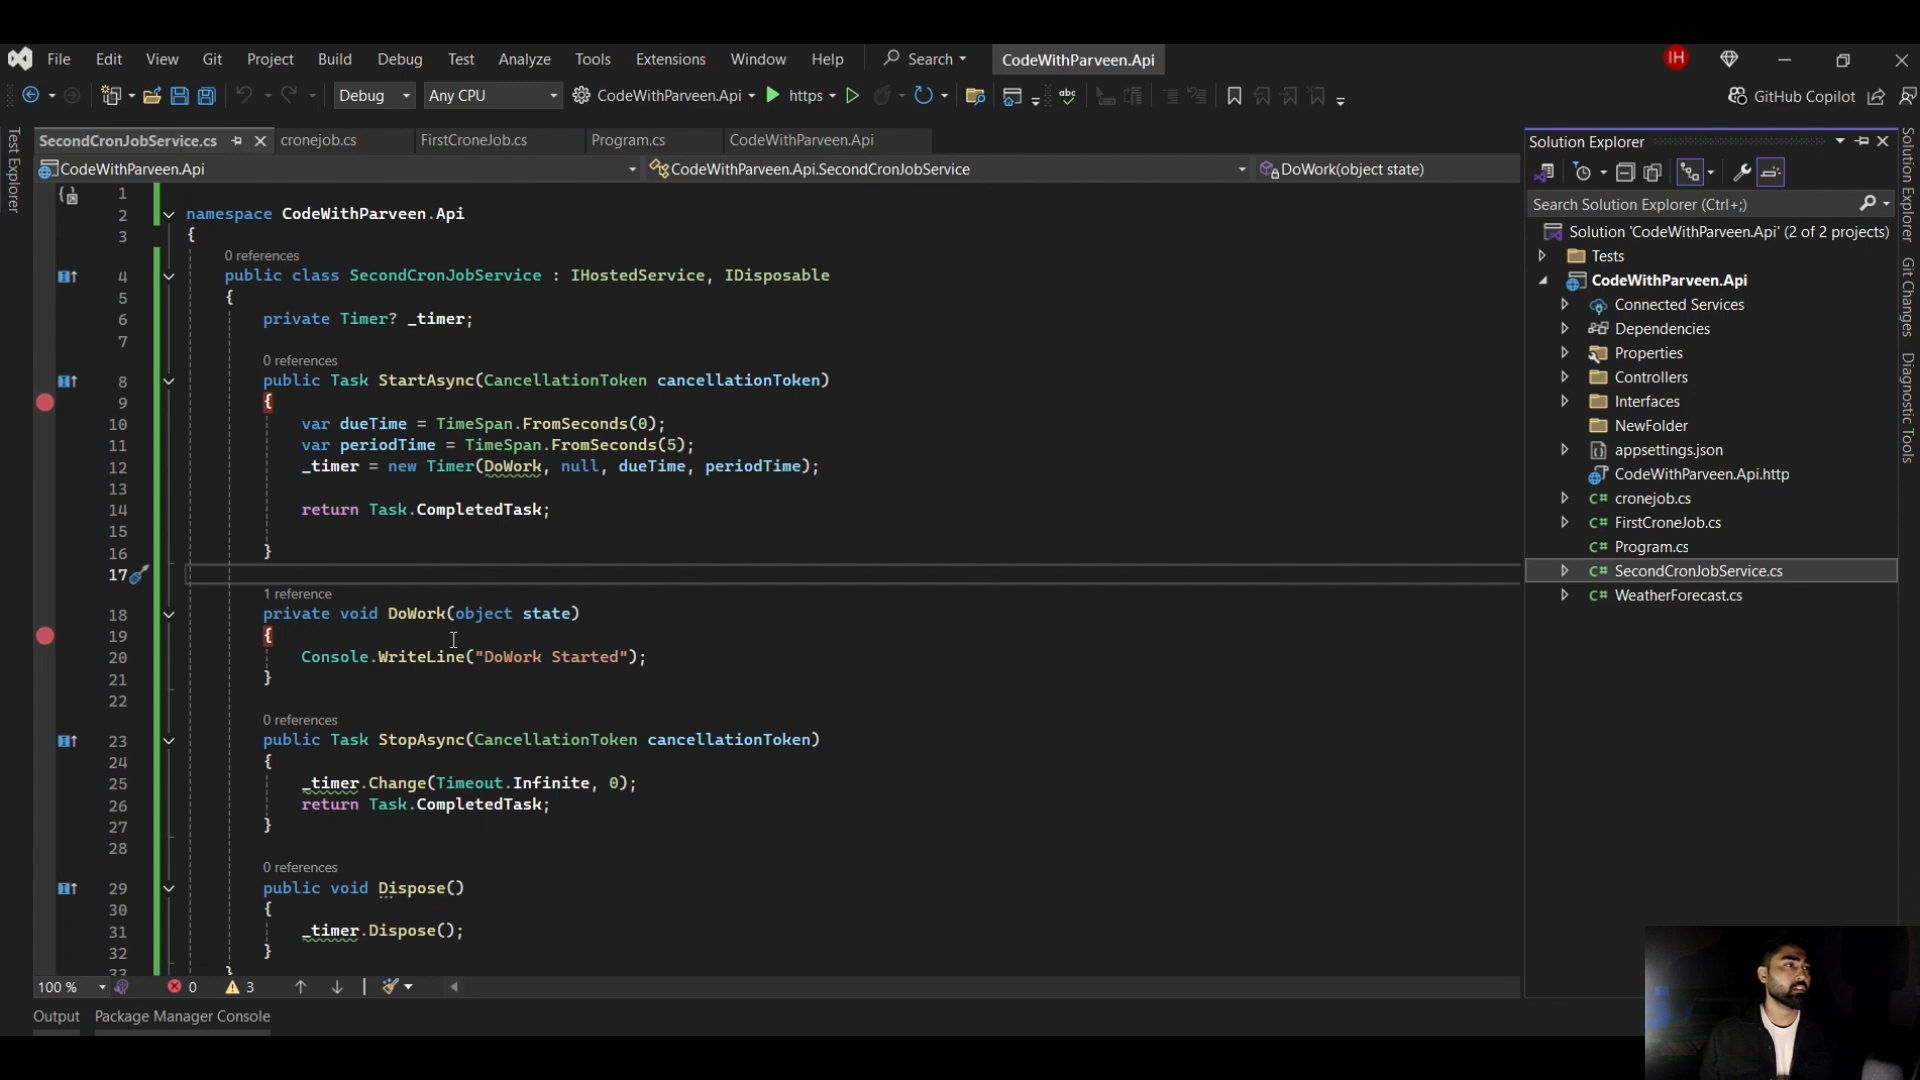 File Edit View Git Project Build Debug Test Analyze Tools Extensions Window Help Search CodeWithParveen.Api IH
Debug Any CPU CodeWithParveen.Api https GitHub Copilot
SecondCronJobService.cs cronejob.cs FirstCroneJob.cs Program.cs CodeWithParveen.Api
CodeWithParveen.Api CodeWithParveen.Api.SecondCronJobService DoWork(object state)
Test Explorer
1
2 namespace CodeWithParveen.Api
3 {
0 references
4 public class SecondCronJobService : IHostedService, IDisposable
5 {
6 private Timer? _timer;
7
0 references
8 public Task StartAsync(CancellationToken cancellationToken)
9 {
10 var dueTime = TimeSpan.FromSeconds(0);
11 var periodTime = TimeSpan.FromSeconds(5);
12 _timer = new Timer(DoWork, null, dueTime, periodTime);
13
14 return Task.CompletedTask;
15
16 }
17
1 reference
18 private void DoWork(object state)
19 {
20 Console.WriteLine("DoWork Started");
21 }
22
0 references
23 public Task StopAsync(CancellationToken cancellationToken)
24 {
25 _timer.Change(Timeout.Infinite, 0);
26 return Task.CompletedTask;
27 }
28
0 references
29 public void Dispose()
30 {
31 _timer.Dispose();
32 }
33 }
100 % 0 3
Output Package Manager Console
Solution Explorer
Search Solution Explorer (Ctrl+;)
Solution 'CodeWithParveen.Api' (2 of 2 projects)
Tests
CodeWithParveen.Api
Connected Services
Dependencies
Properties
Controllers
Interfaces
NewFolder
appsettings.json
CodeWithParveen.Api.http
C# cronejob.cs
C# FirstCroneJob.cs
C# Program.cs
C# SecondCronJobService.cs
C# WeatherForecast.cs
Solution Explorer
Git Changes
Diagnostic Tools